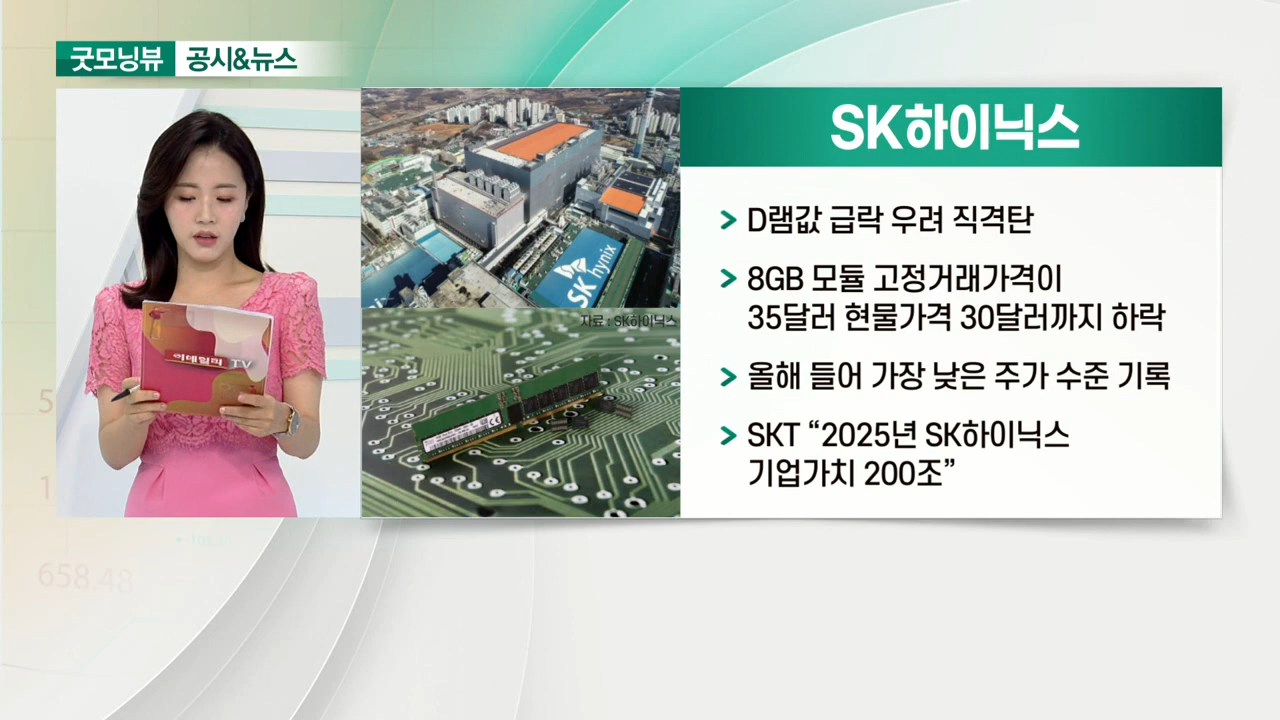 굿모닝뷰 공시&뉴스
SK하이닉스
D램값 급락 우려 직격탄
8GB 모듈 고정거래가격이
35달러 현물가격 30달러까지 하락
올해 들어 가장 낮은 주가 수준 기록
SKT “2025년 SK하이닉스
기업가치 200조”
SK hynix
자료 : SK하이닉스
이데일리 TV
658.48